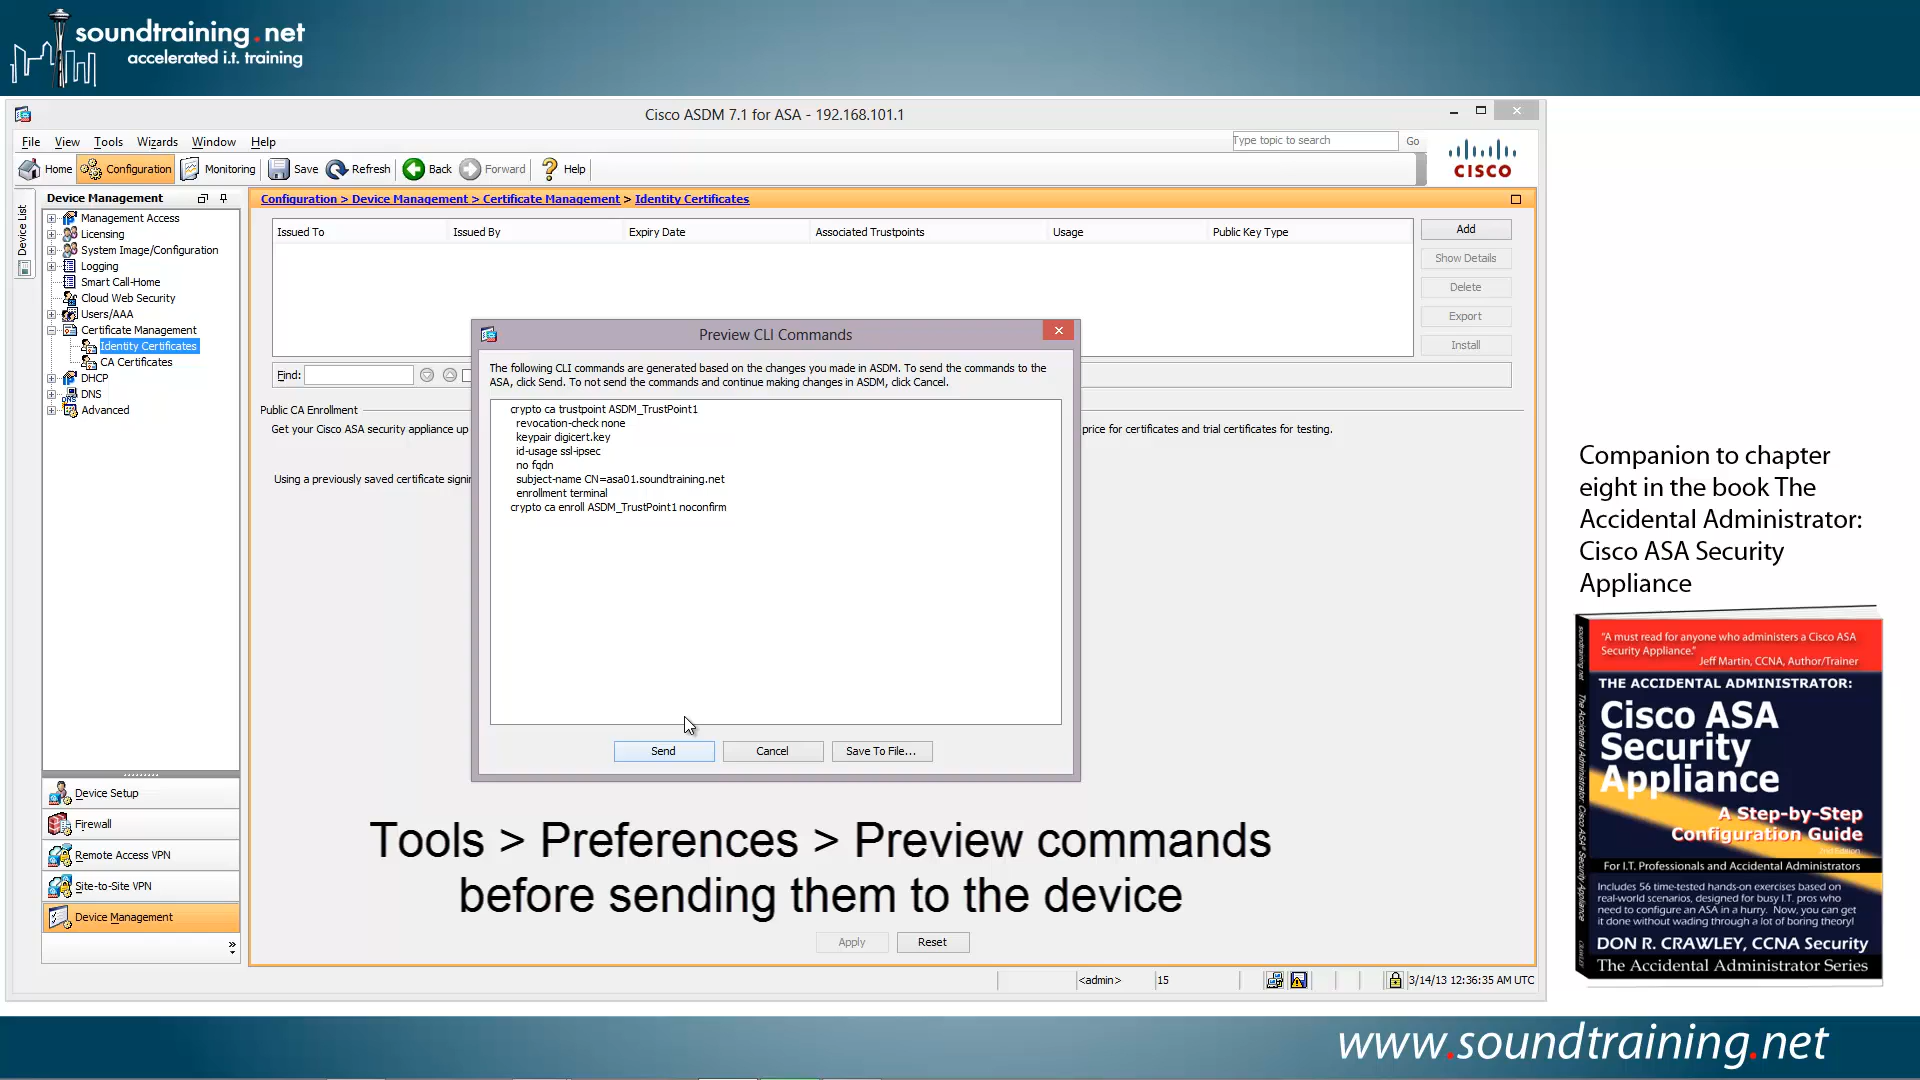 soundtraining.net
accelerated i.t. training
Cisco ASDM 7.1 for ASA - 192.168.101.1
File View Tools Wizards Window Help
Type topic to search Go
Home Configuration Monitoring Save Refresh Back Forward Help
CISCO
Device List
Device Management
Management Access
Licensing
System Image/Configuration
Logging
Smart Call-Home
Cloud Web Security
Users/AAA
Certificate Management
Identity Certificates
CA Certificates
DHCP
DNS
Advanced
Device Setup
Firewall
Remote Access VPN
Site-to-Site VPN
Device Management
Configuration > Device Management > Certificate Management > Identity Certificates
Issued To Issued By Expiry Date Associated Trustpoints Usage Public Key Type
Add
Show Details
Delete
Export
Install
Find:
Public CA Enrollment
Get your Cisco ASA security appliance up
price for certificates and trial certificates for testing.
Using a previously saved certificate signin
Preview CLI Commands
The following CLI commands are generated based on the changes you made in ASDM. To send the commands to the
ASA, click Send. To not send the commands and continue making changes in ASDM, click Cancel.
crypto ca trustpoint ASDM_TrustPoint1
revocation-check none
keypair digicert.key
id-usage ssl-ipsec
no fqdn
subject-name CN=asa01.soundtraining.net
enrollment terminal
crypto ca enroll ASDM_TrustPoint1 noconfirm
Send Cancel Save To File...
Tools > Preferences > Preview commands
before sending them to the device
Apply Reset
<admin> 15 3/14/13 12:36:35 AM UTC
Companion to chapter
eight in the book The
Accidental Administrator:
Cisco ASA Security
Appliance
"A must read for anyone who administers a Cisco ASA
Security Appliance."
Jeff Martin, CCNA, Author/Trainer
THE ACCIDENTAL ADMINISTRATOR:
Cisco ASA
Security
Appliance
A Step-by-Step
Configuration Guide
For I.T. Professionals and Accidental Administrators
Includes 56 time-tested hands-on exercises based on
real-world scenarios, designed for busy I.T. pros who
need to configure an ASA in a hurry. Now, you can get
it done without wading through a lot of boring theory!
DON R. CRAWLEY, CCNA Security
The Accidental Administrator Series
www.soundtraining.net